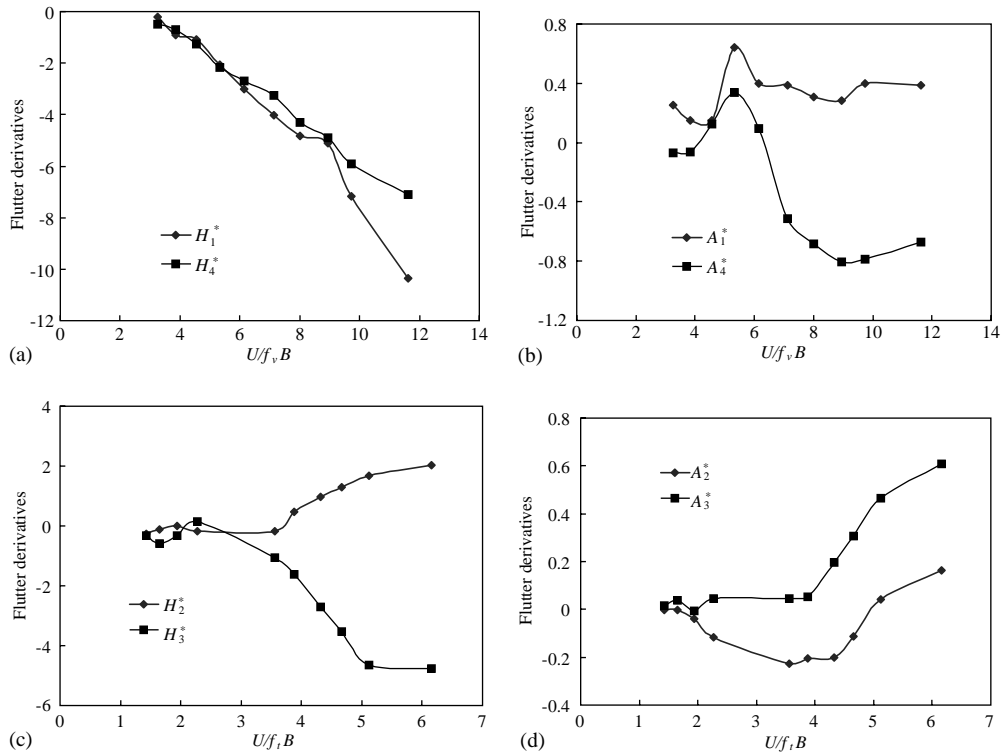 0
-2
-4
-6
-8
-10
-12
Flutter derivatives
H₁*
H₄*
0 2 4 6 8 10 12 14
U/fᵥB
(a)
0.8
0.4
0
-0.4
-0.8
-1.2
Flutter derivatives
A₁*
A₄*
0 2 4 6 8 10 12 14
U/fᵥB
(b)
4
2
0
-2
-4
-6
Flutter derivatives
H₂*
H₃*
0 1 2 3 4 5 6 7
U/fₜB
(c)
0.8
0.6
0.4
0.2
0
-0.2
-0.4
Flutter derivatives
A₂*
A₃*
0 1 2 3 4 5 6 7
U/fₜB
(d)